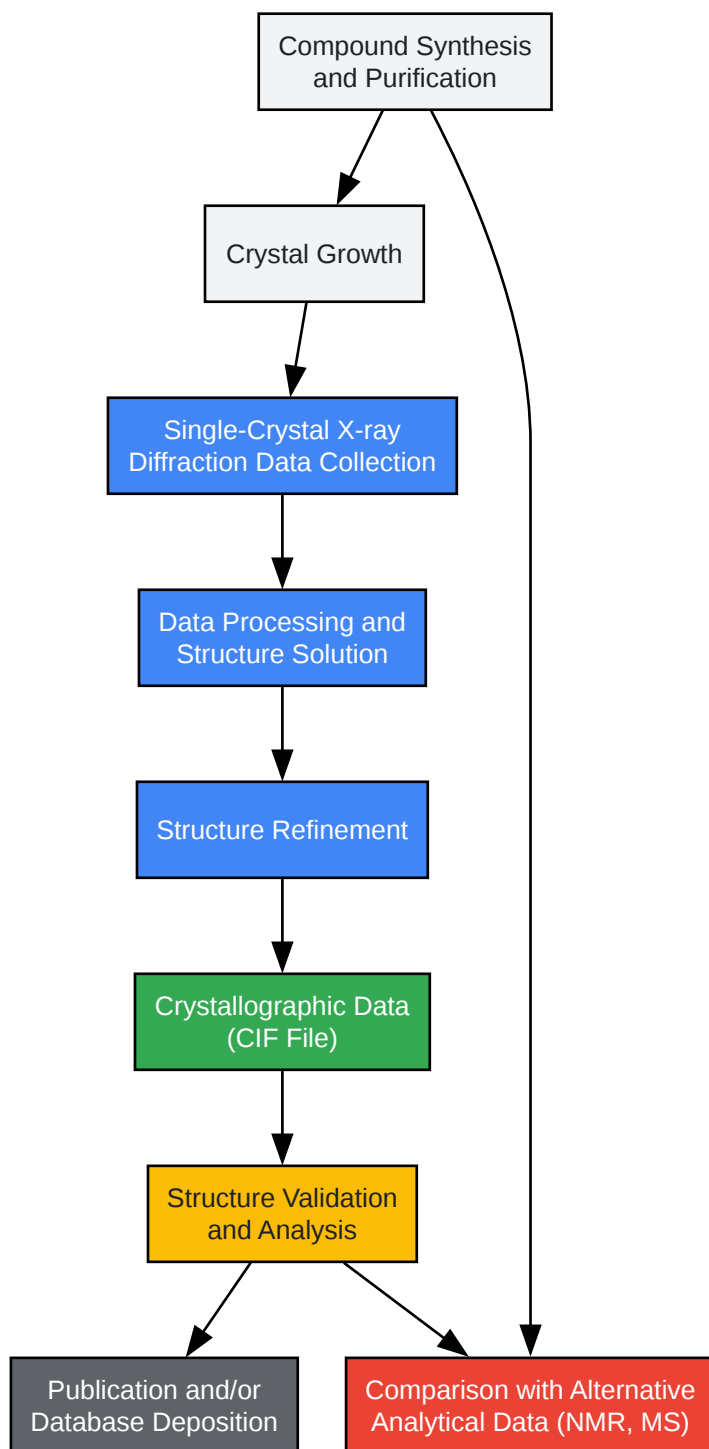 Compound Synthesis
and Purification
Crystal Growth
Single-Crystal X-ray
Diffraction Data Collection
Data Processing and
Structure Solution
Structure Refinement
Crystallographic Data
(CIF File)
Structure Validation
and Analysis
Publication and/or
Database Deposition
Comparison with Alternative
Analytical Data (NMR, MS)